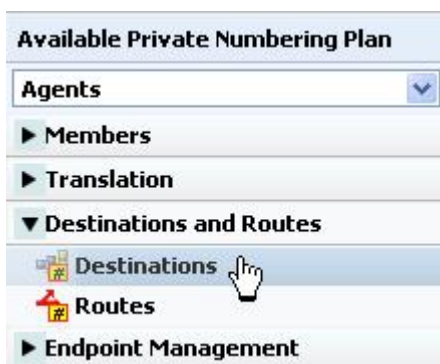 Available Private Numbering Plan
Agents
Members
Translation
Destinations and Routes
# Destinations
# Routes
Endpoint Management